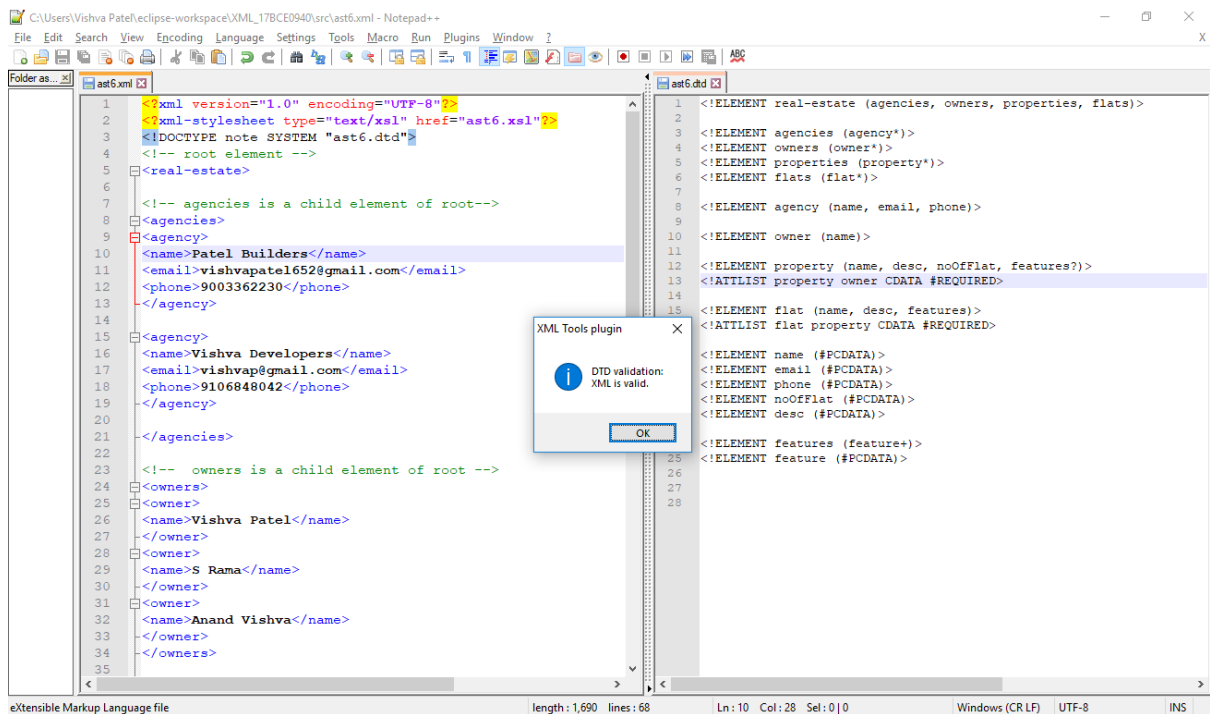 C:\Users\Vishva Patel\eclipse-workspace\XML_17BCE0940\src\ast6.xml - Notepad++
File Edit Search View Encoding Language Settings Tools Macro Run Plugins Window ?
X
ABC
Folder as...
ast6.xml
1 <?xml version="1.0" encoding="UTF-8"?>
2 <?xml-stylesheet type="text/xsl" href="ast6.xsl"?>
3 <!DOCTYPE note SYSTEM "ast6.dtd">
4 <!-- root element -->
5 <real-estate>
6
7 <!-- agencies is a child element of root-->
8 <agencies>
9 <agency>
10 <name>Patel Builders</name>
11 <email>vishvapatel652@gmail.com</email>
12 <phone>9003362230</phone>
13 </agency>
14
15 <agency>
16 <name>Vishva Developers</name>
17 <email>vishvap@gmail.com</email>
18 <phone>9106848042</phone>
19 </agency>
20
21 </agencies>
22
23 <!--  owners is a child element of root -->
24 <owners>
25 <owner>
26 <name>Vishva Patel</name>
27 </owner>
28 <owner>
29 <name>S Rama</name>
30 </owner>
31 <owner>
32 <name>Anand Vishva</name>
33 </owner>
34 </owners>
35
ast6.dtd
1 <!ELEMENT real-estate (agencies, owners, properties, flats)>
2
3 <!ELEMENT agencies (agency*)>
4 <!ELEMENT owners (owner*)>
5 <!ELEMENT properties (property*)>
6 <!ELEMENT flats (flat*)>
7
8 <!ELEMENT agency (name, email, phone)>
9
10 <!ELEMENT owner (name)>
11
12 <!ELEMENT property (name, desc, noOfFlat, features?)>
13 <!ATTLIST property owner CDATA #REQUIRED>
14
15 <!ELEMENT flat (name, desc, features)>
<!ATTLIST flat property CDATA #REQUIRED>
<!ELEMENT name (#PCDATA)>
<!ELEMENT email (#PCDATA)>
<!ELEMENT phone (#PCDATA)>
<!ELEMENT noOfFlat (#PCDATA)>
<!ELEMENT desc (#PCDATA)>
<!ELEMENT features (feature+)>
25 <!ELEMENT feature (#PCDATA)>
26
27
28
XML Tools plugin
DTD validation:
XML is valid.
OK
eXtensible Markup Language file length : 1,690 lines : 68 Ln : 10 Col : 28 Sel : 0 | 0 Windows (CR LF) UTF-8 INS